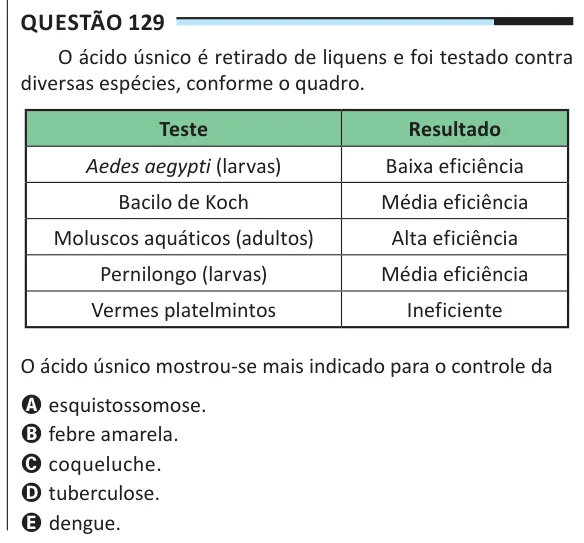 QUESTÃO 129
O ácido úsnico é retirado de liquens e foi testado contra
diversas espécies, conforme o quadro.
Teste Resultado
Aedes aegypti (larvas) Baixa eficiência
Bacilo de Koch Média eficiência
Moluscos aquáticos (adultos) Alta eficiência
Pernilongo (larvas) Média eficiência
Vermes platelmintos Ineficiente
O ácido úsnico mostrou-se mais indicado para o controle da
A esquistossomose.
B febre amarela.
C coqueluche.
D tuberculose.
E dengue.